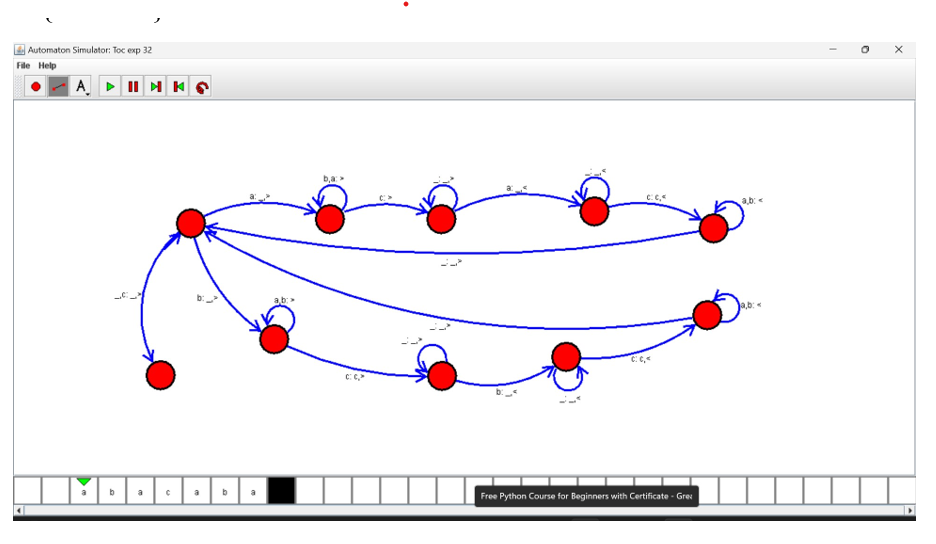 Automaton Simulator: Toc exp 32
File Help
A
b,a: >
_: _,>
_: _,<
a: _,>
c: >
a: _,<
c: c,<
a,b: <
_: _,>
_,c: _,>
b: _,>
a,b: >
_: _,>
a,b: <
_: _,>
c: c,>
c: c,<
b: _,<
_: _,<
a b a c a b a
Free Python Course for Beginners with Certificate - Grea